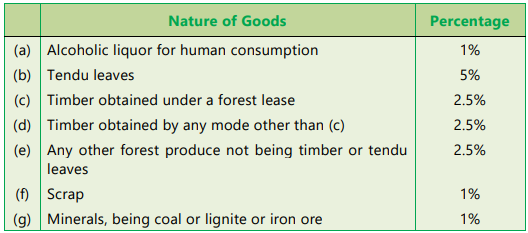 Nature of Goods Percentage
(a) Alcoholic liquor for human consumption 1%
(b) Tendu leaves 5%
(c) Timber obtained under a forest lease 2.5%
(d) Timber obtained by any mode other than (c) 2.5%
(e) Any other forest produce not being timber or tendu 2.5%
leaves
(f) Scrap 1%
(g) Minerals, being coal or lignite or iron ore 1%